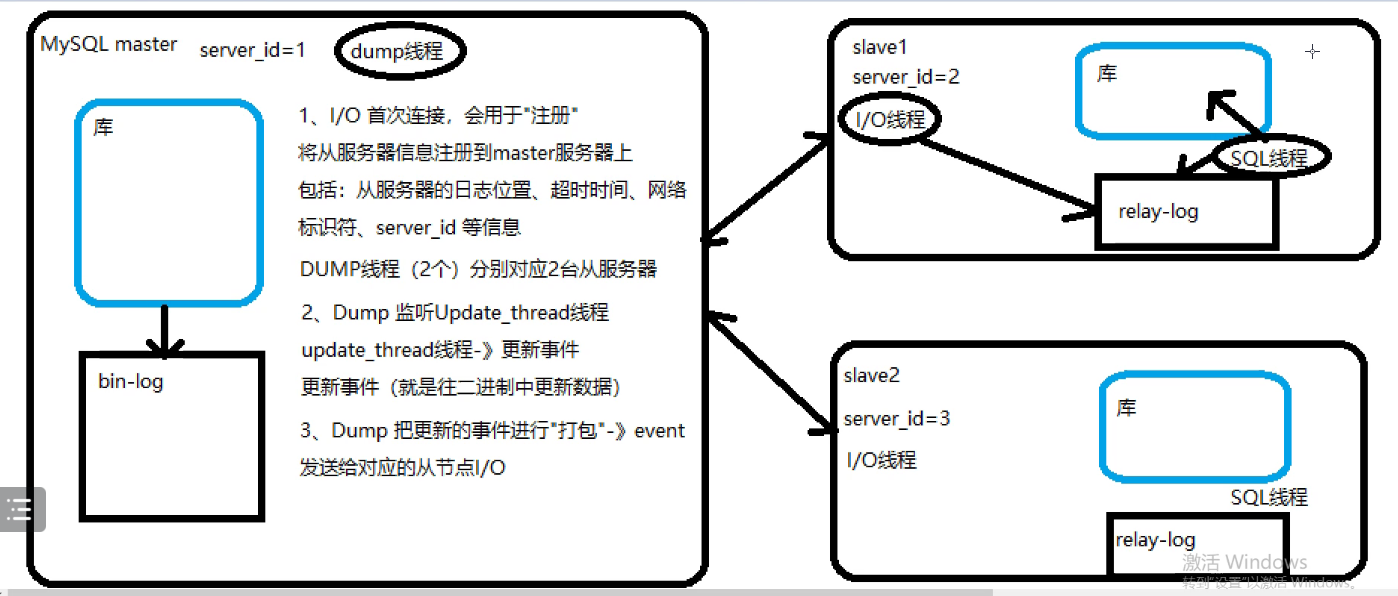 MySQL master
server_id=1
dump线程
库
bin-log
1、I/O 首次连接，会用于"注册"
将从服务器信息注册到master服务器上
包括：从服务器的日志位置、超时时间、网络
标识符、server_id 等信息
DUMP线程（2个）分别对应2台从服务器
2、Dump 监听Update_thread线程
update_thread线程-》更新事件
更新事件（就是往二进制中更新数据）
3、Dump 把更新的事件进行"打包"-》event
发送给对应的从节点I/O
slave1
server_id=2
I/O线程
库
SQL线程
relay-log
slave2
server_id=3
I/O线程
库
SQL线程
relay-log
激活 Windows
转到"设置"以激活 Windows。